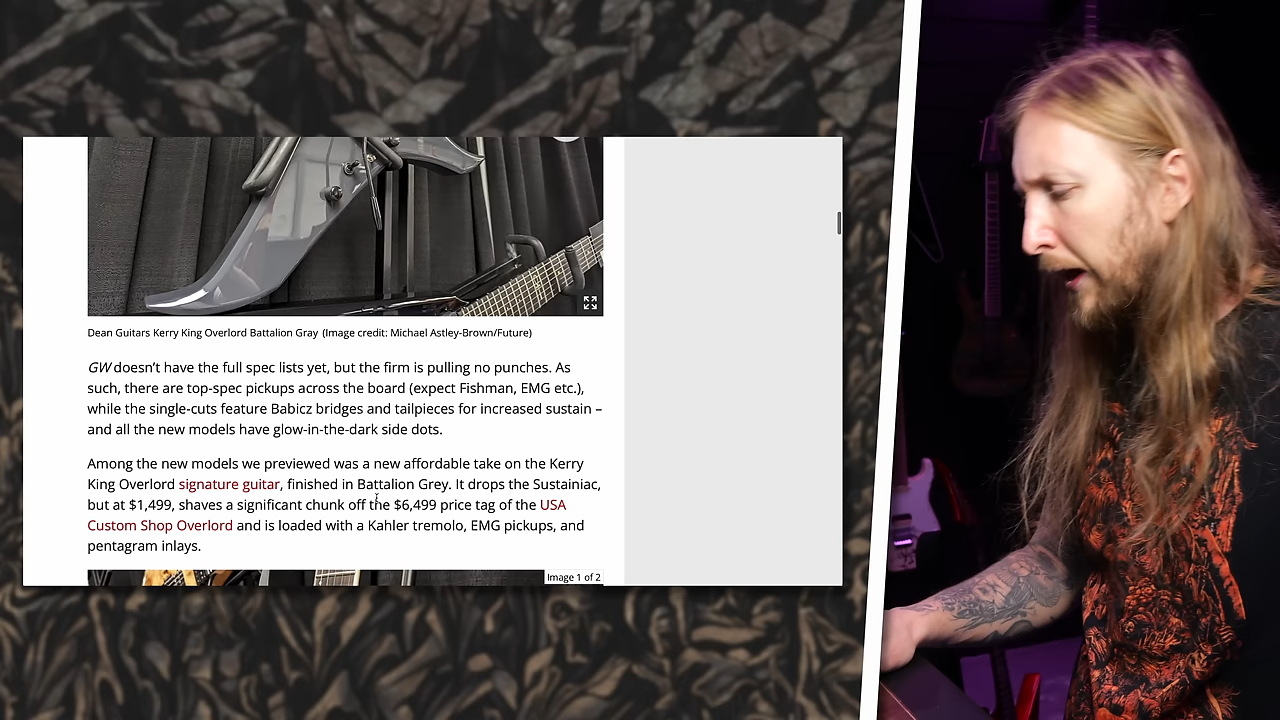 Dean Guitars Kerry King Overlord Battalion Gray (Image credit: Michael Astley-Brown/Future)
GW doesn’t have the full spec lists yet, but the firm is pulling no punches. As
such, there are top-spec pickups across the board (expect Fishman, EMG etc.),
while the single-cuts feature Babicz bridges and tailpieces for increased sustain –
and all the new models have glow-in-the-dark side dots.
Among the new models we previewed was a new affordable take on the Kerry
King Overlord signature guitar, finished in Battalion Grey. It drops the Sustainiac,
but at $1,499, shaves a significant chunk off the $6,499 price tag of the USA
Custom Shop Overlord and is loaded with a Kahler tremolo, EMG pickups, and
pentagram inlays.
Image 1 of 2